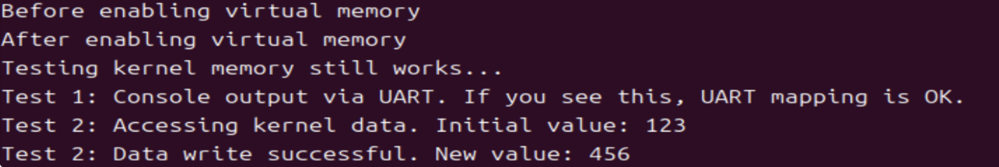 Before enabling virtual memory
After enabling virtual memory
Testing kernel memory still works...
Test 1: Console output via UART. If you see this, UART mapping is OK.
Test 2: Accessing kernel data. Initial value: 123
Test 2: Data write successful. New value: 456